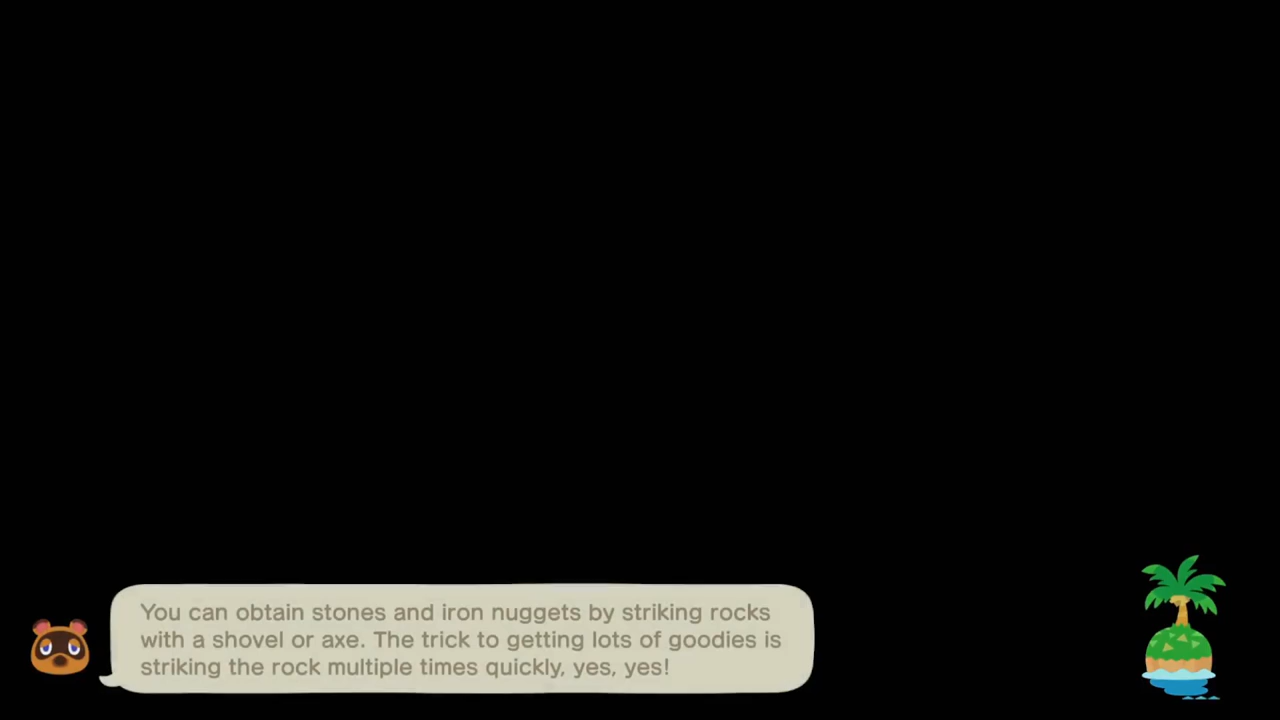 You can obtain stones and iron nuggets by striking rocks
with a shovel or axe. The trick to getting lots of goodies is
striking the rock multiple times quickly, yes, yes!